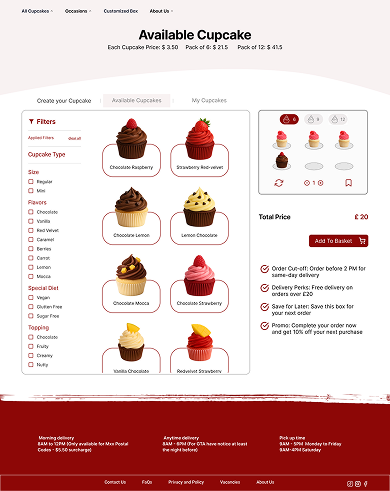 All Cupcakes
Occasions
Customized Box
About Us
Available Cupcake
Each Cupcake Price: $ 3.50 Pack of 6: $ 21.5 Pack of 12: $ 41.5
Create your Cupcake
Available Cupcakes
My Cupcakes
Filters
Applied Filters
Clear all
Cupcake Type
Size
Regular
Mini
Flavors
Chocolate
Vanilla
Red Velvet
Caramel
Berries
Carrot
Lemon
Mocca
Special Diet
Vegan
Gluten Free
Sugar Free
Topping
Chocolate
Fruity
Creamy
Nutty
Chocolate Raspberry
Strawberry Red-velvet
Chocolate Lemon
Lemon Chocolate
Chocolate Mocca
Chocolate Strawberry
Vanilla Chocolate
Redvelvet Strawberry
6
9
12
1
Total Price
£ 20
Add To Basket
Order Cut-off: Order before 2 PM for
same-day delivery
Delivery Perks: Free delivery on
orders over £20
Save for Later: Save this box for
your next order
Promo: Complete your order now
and get 10% off your next purchase
Morning delivery
8AM to 12PM (Only available for Mxx Postal
Codes - $5.50 surcharge)
Anytime delivery
8AM - 6PM (For GTA have notice at least
the night before)
Pick up time
9AM - 5PM Monday to Friday
9AM-4PM Saturday
Contact Us
FaQs
Privacy and Policy
Vacancies
About Us